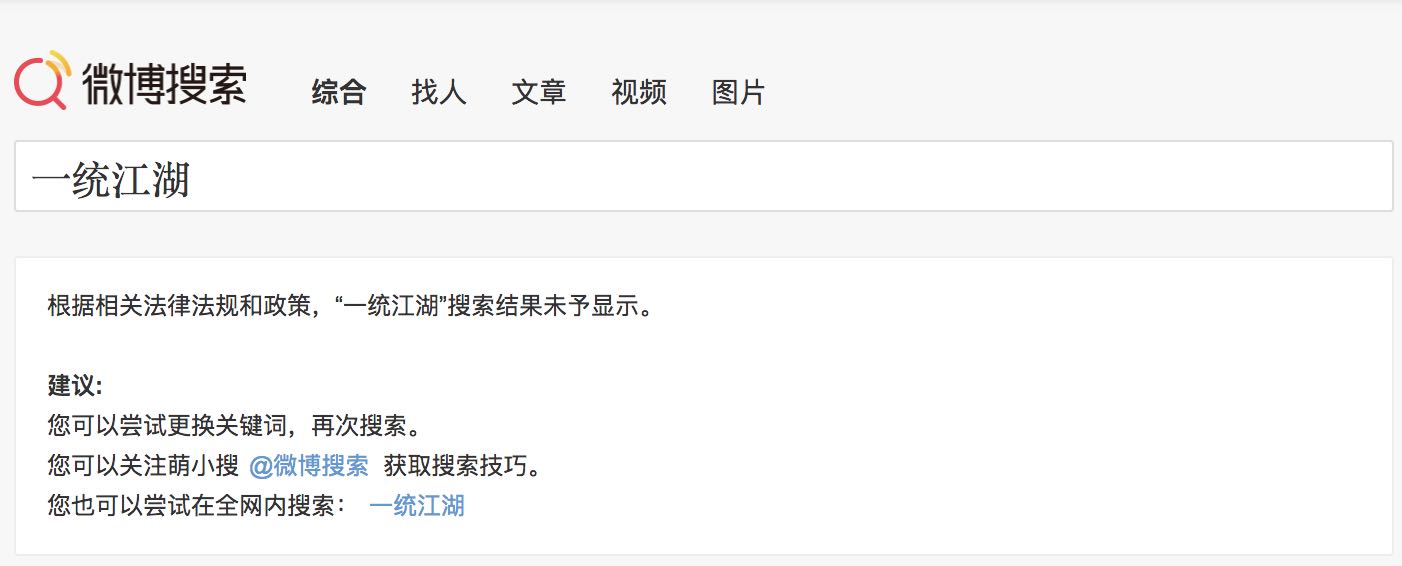 微博搜索 综合 找人 文章 视频 图片
一统江湖
根据相关法律法规和政策，“一统江湖”搜索结果未予显示。
建议:
您可以尝试更换关键词，再次搜索。
您可以关注萌小搜 @微博搜索 获取搜索技巧。
您也可以尝试在全网内搜索： 一统江湖